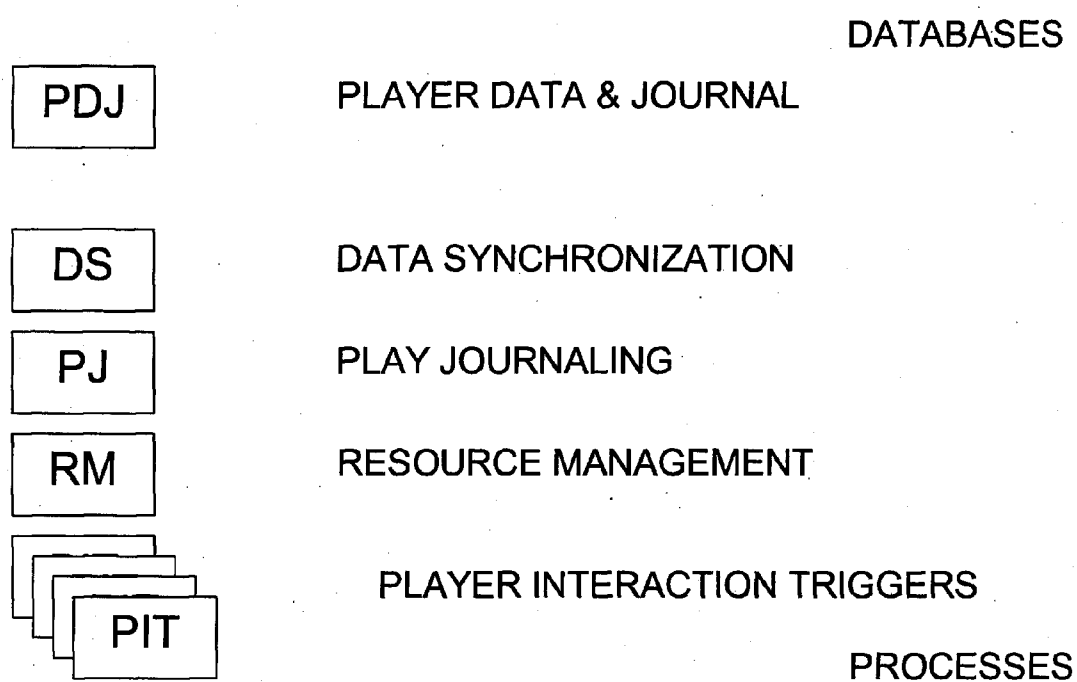 DATABASES
PDJ PLAYER DATA & JOURNAL
DS DATA SYNCHRONIZATION
PJ PLAY JOURNALING
RM RESOURCE MANAGEMENT
PIT PLAYER INTERACTION TRIGGERS
PROCESSES